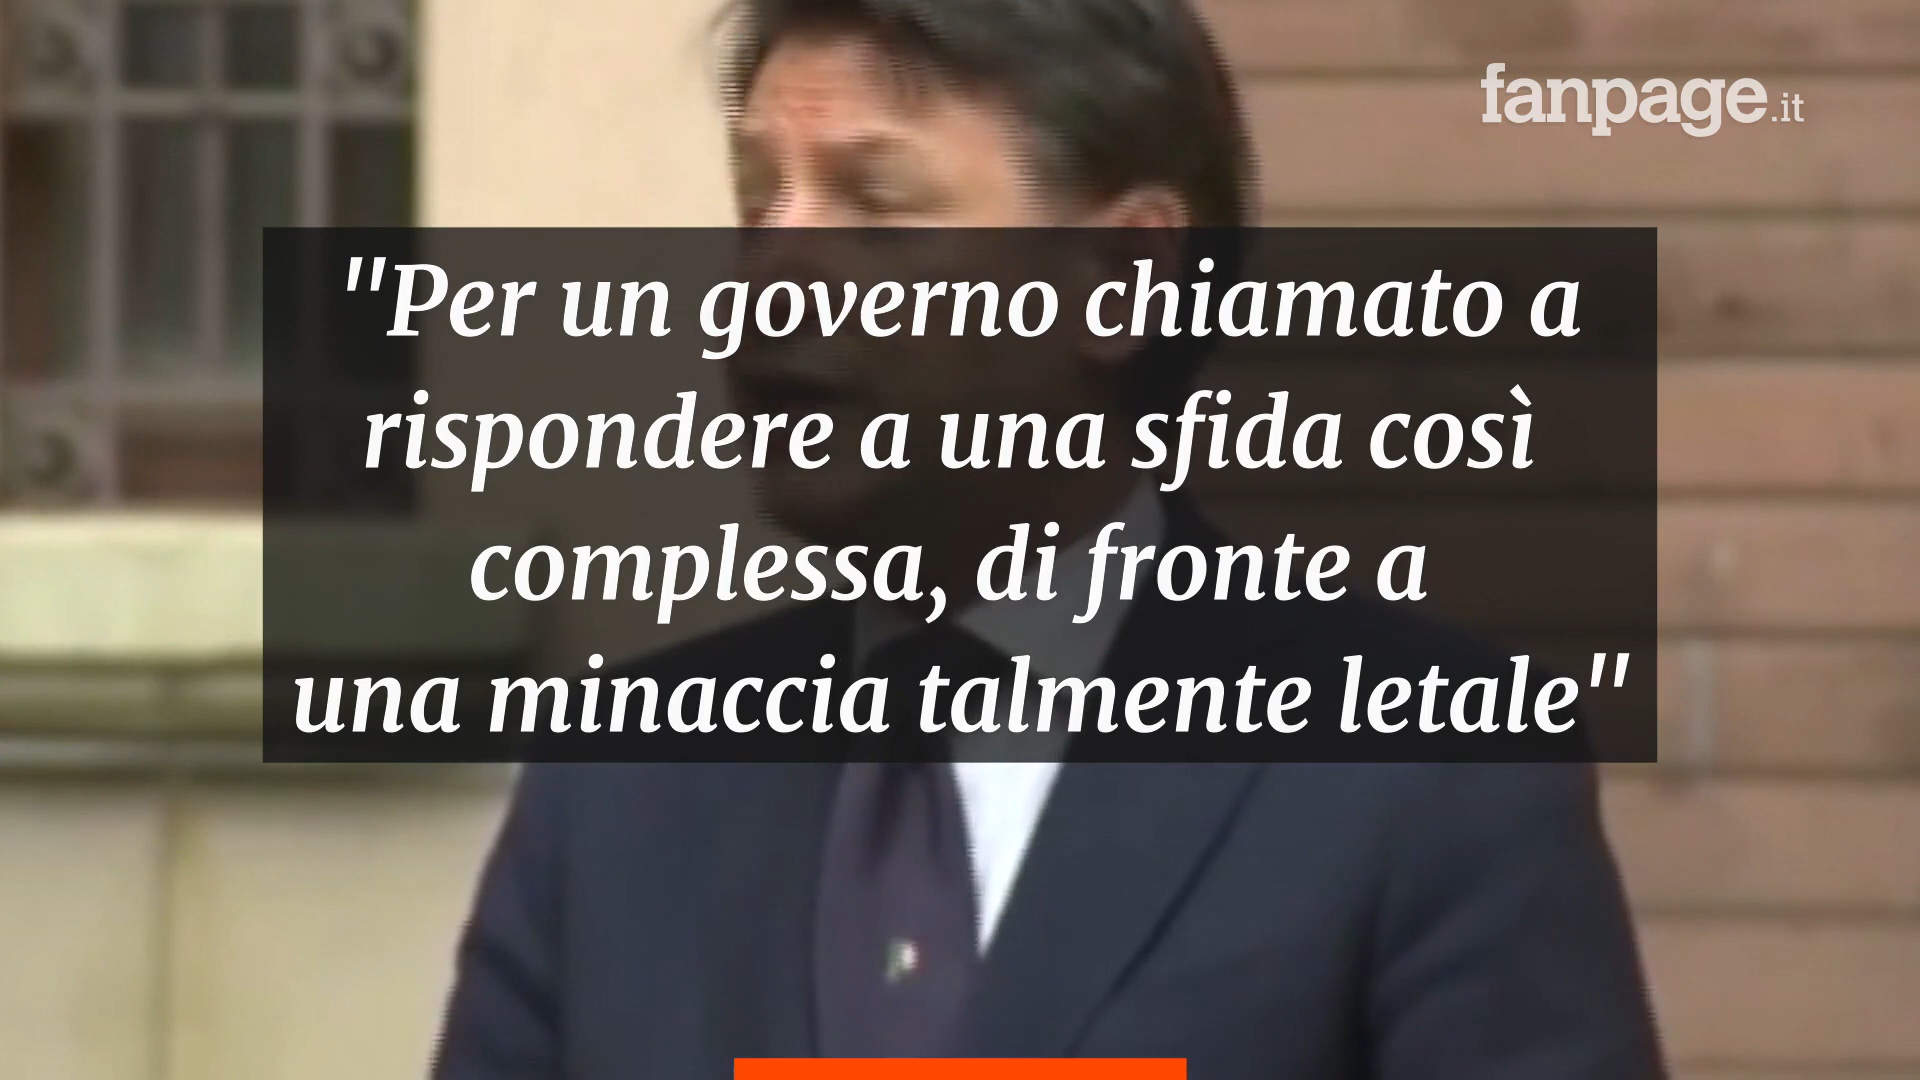 fanpage.it
"Per un governo chiamato a
rispondere a una sfida così
complessa, di fronte a
una minaccia talmente letale"